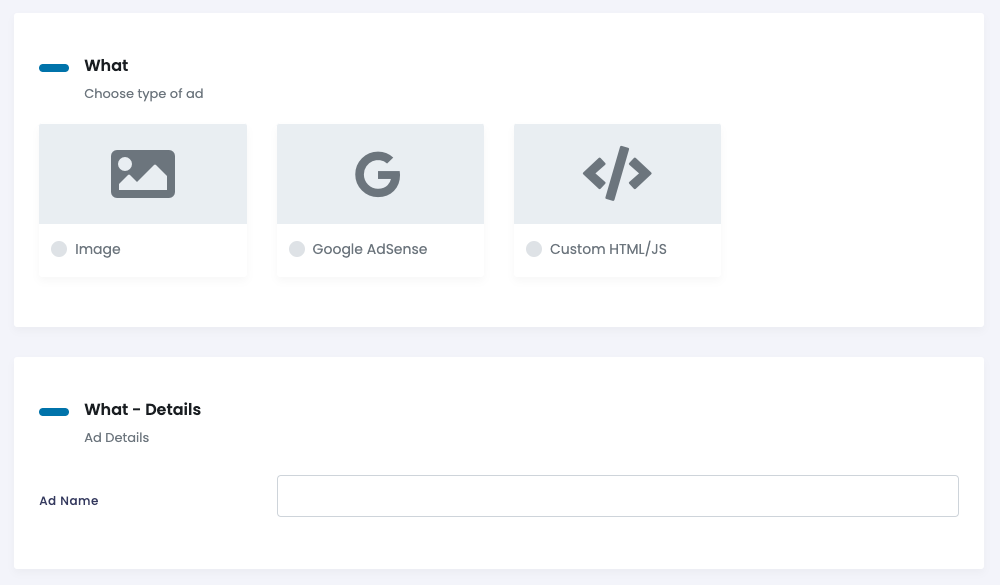 What
Choose type of ad
Image
Google AdSense
Custom HTML/JS
What - Details
Ad Details
Ad Name